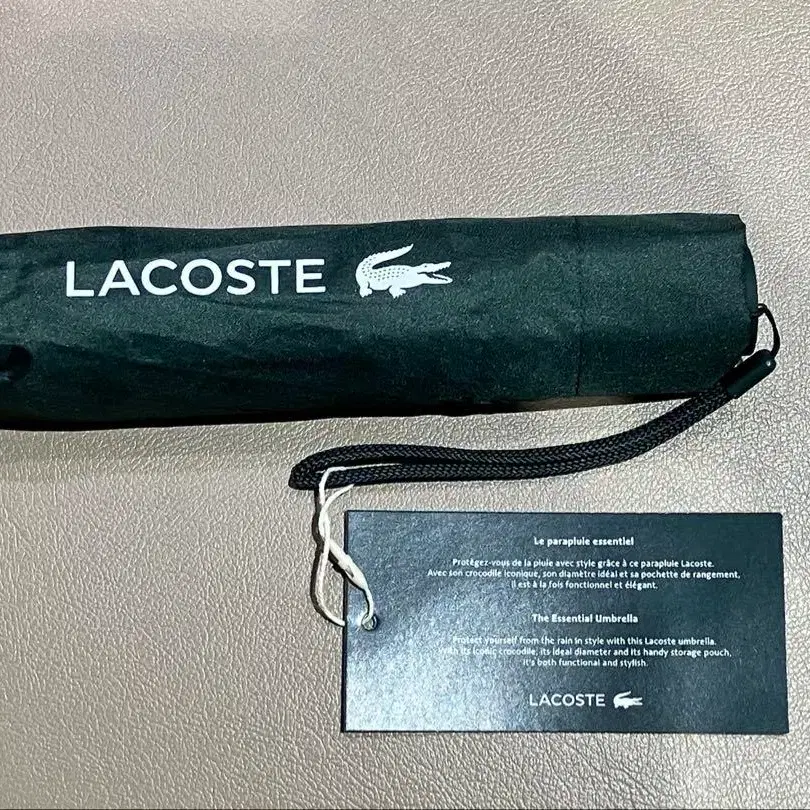 LACOSTE
Le parapluie essentiel
Protégez-vous de la pluie avec style grâce à ce parapluie Lacoste.
Avec son crocodile iconique, son diamètre idéal et sa pochette de rangement,
il est à la fois fonctionnel et élégant.
The Essential Umbrella
Protect yourself from the rain in style with this Lacoste umbrella.
With its iconic crocodile, its ideal diameter and its handy storage pouch,
it's both functional and stylish.
LACOSTE